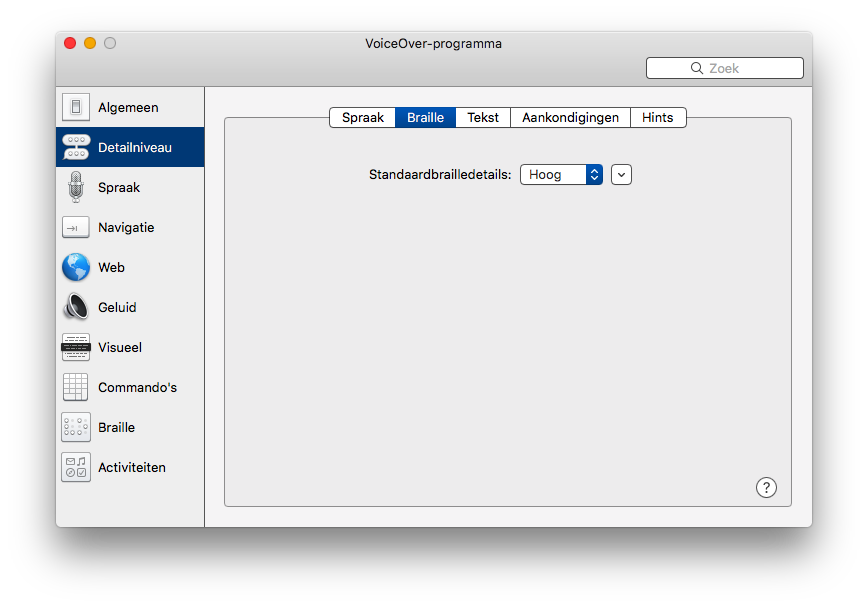 VoiceOver-programma
Zoek
Algemeen
Detailniveau
Spraak
Navigatie
Web
Geluid
Visueel
Commando's
Braille
Activiteiten
Spraak Braille Tekst Aankondigingen Hints
Standaardbrailledetails: Hoog
?